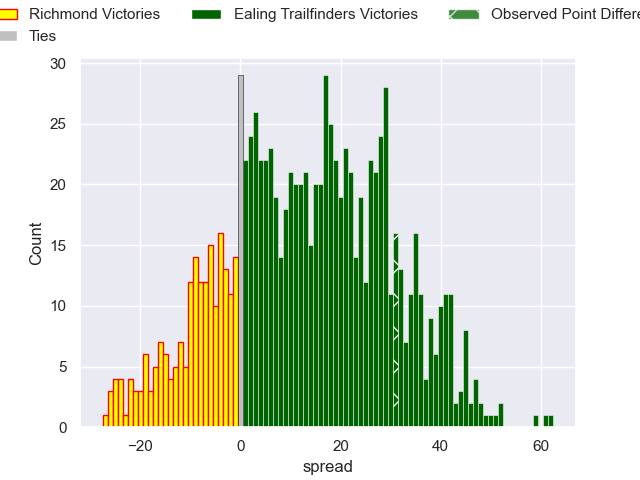 Richmond Victories
Ealing Trailfinders Victories
Observed Point Differe
Ties
30
25
20
15
10
5
0
Count
−20
0
20
40
60
spread